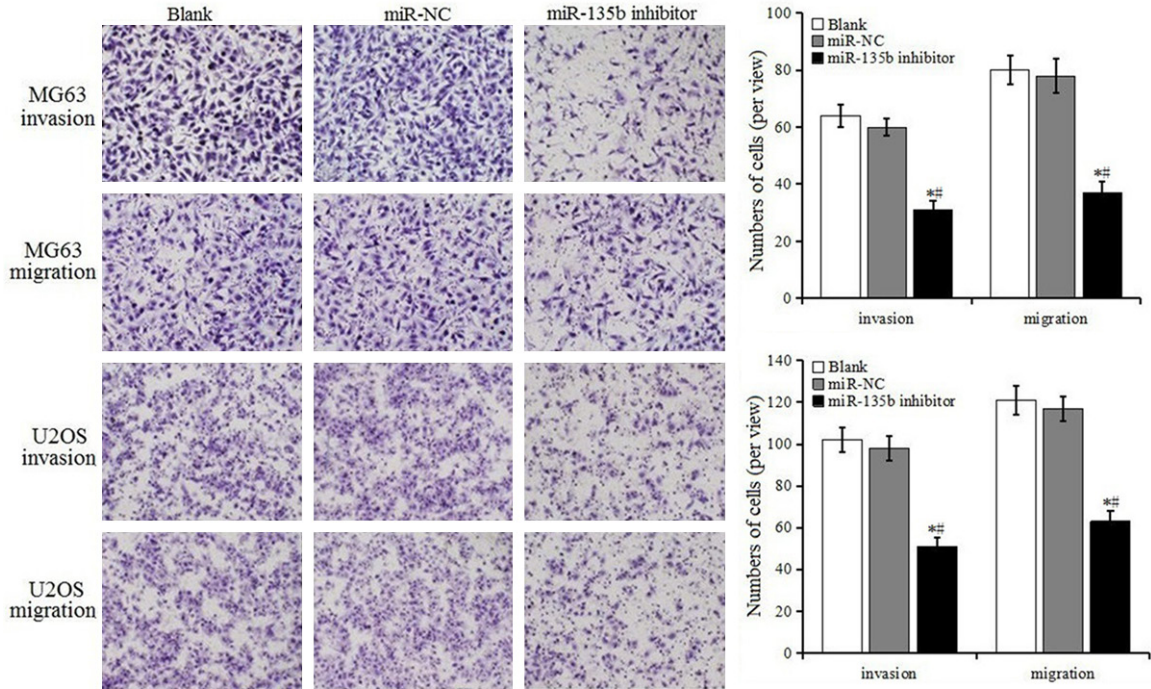 Blank
miR-NC
miR-135b inhibitor
MG63
invasion
MG63
migration
U2OS
invasion
U2OS
migration
Numbers of cells (per view)
100
80
60
40
20
0
Blank
miR-NC
miR-135b inhibitor
*#
*#
invasion
migration
Numbers of cells (per view)
140
120
100
80
60
40
20
0
Blank
miR-NC
miR-135b inhibitor
*#
*#
invasion
migration